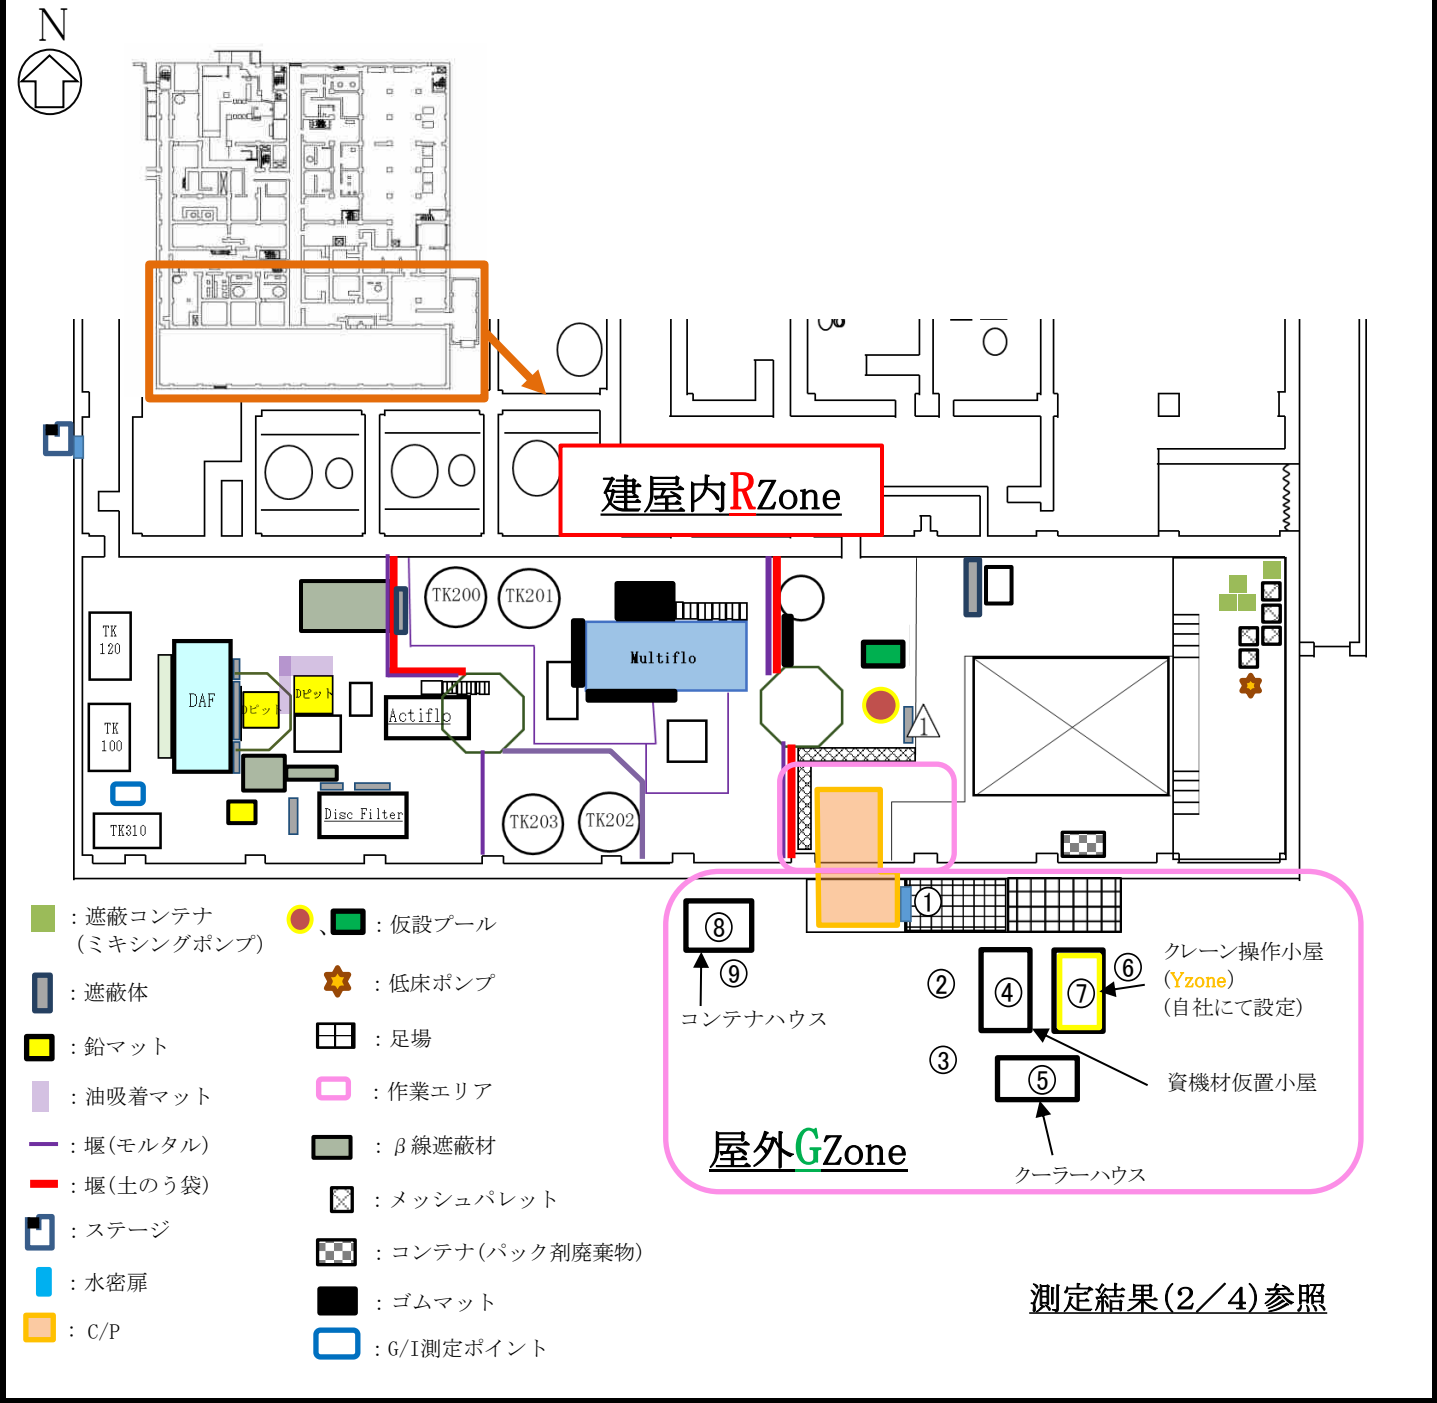 N
建屋内RZone
TK200
TK201
TK
120
Multiflo
DAF
Dピット
Dピット
Actiflo
1
TK
100
TK310
Disc Filter
TK203
TK202
①
⑧
⑨
コンテナハウス
②
④
⑦
⑥
クレーン操作小屋
(Yzone)
(自社にて設定)
③
⑤
資機材仮置小屋
クーラーハウス
屋外GZone
：遮蔽コンテナ
(ミキシングポンプ)
：遮蔽体
：鉛マット
：油吸着マット
：堰(モルタル)
：堰(土のう袋)
：ステージ
：水密扉
：C/P
、
：仮設プール
：低床ポンプ
：足場
：作業エリア
：β線遮蔽材
：メッシュパレット
：コンテナ(パック剤廃棄物)
：ゴムマット
：G/I測定ポイント
測定結果(2／4)参照